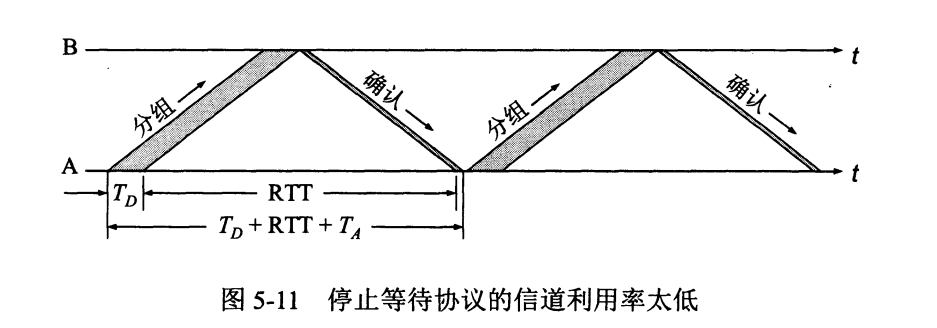 B
t
分组
确认
分组
确认
A
t
T_D
RTT
T_D + RTT + T_A
图 5-11 停止等待协议的信道利用率太低